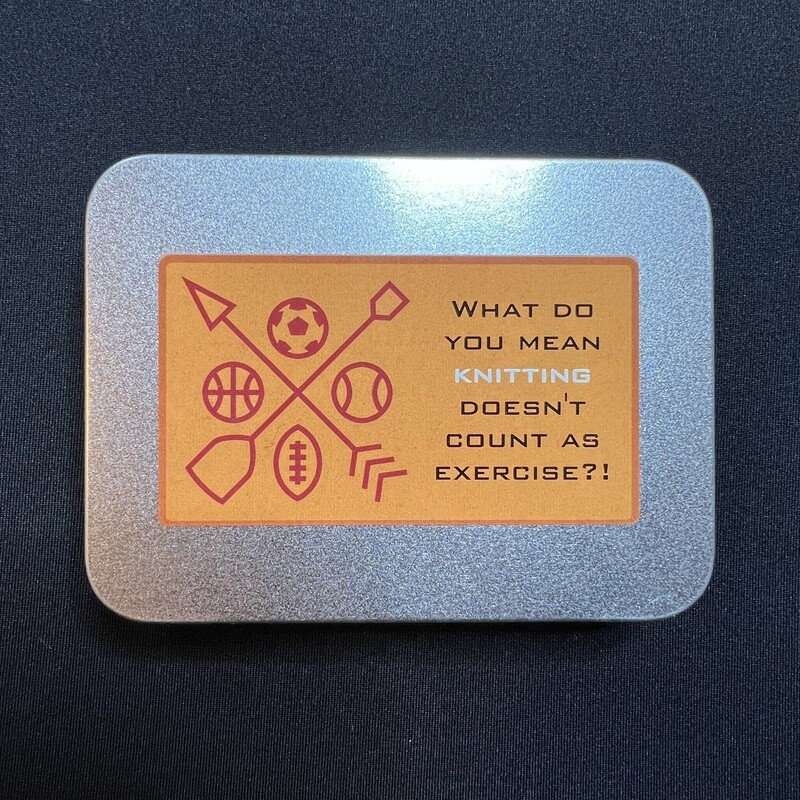 WHAT DO
YOU MEAN
KNITTING
DOESN'T
COUNT AS
EXERCISE?!